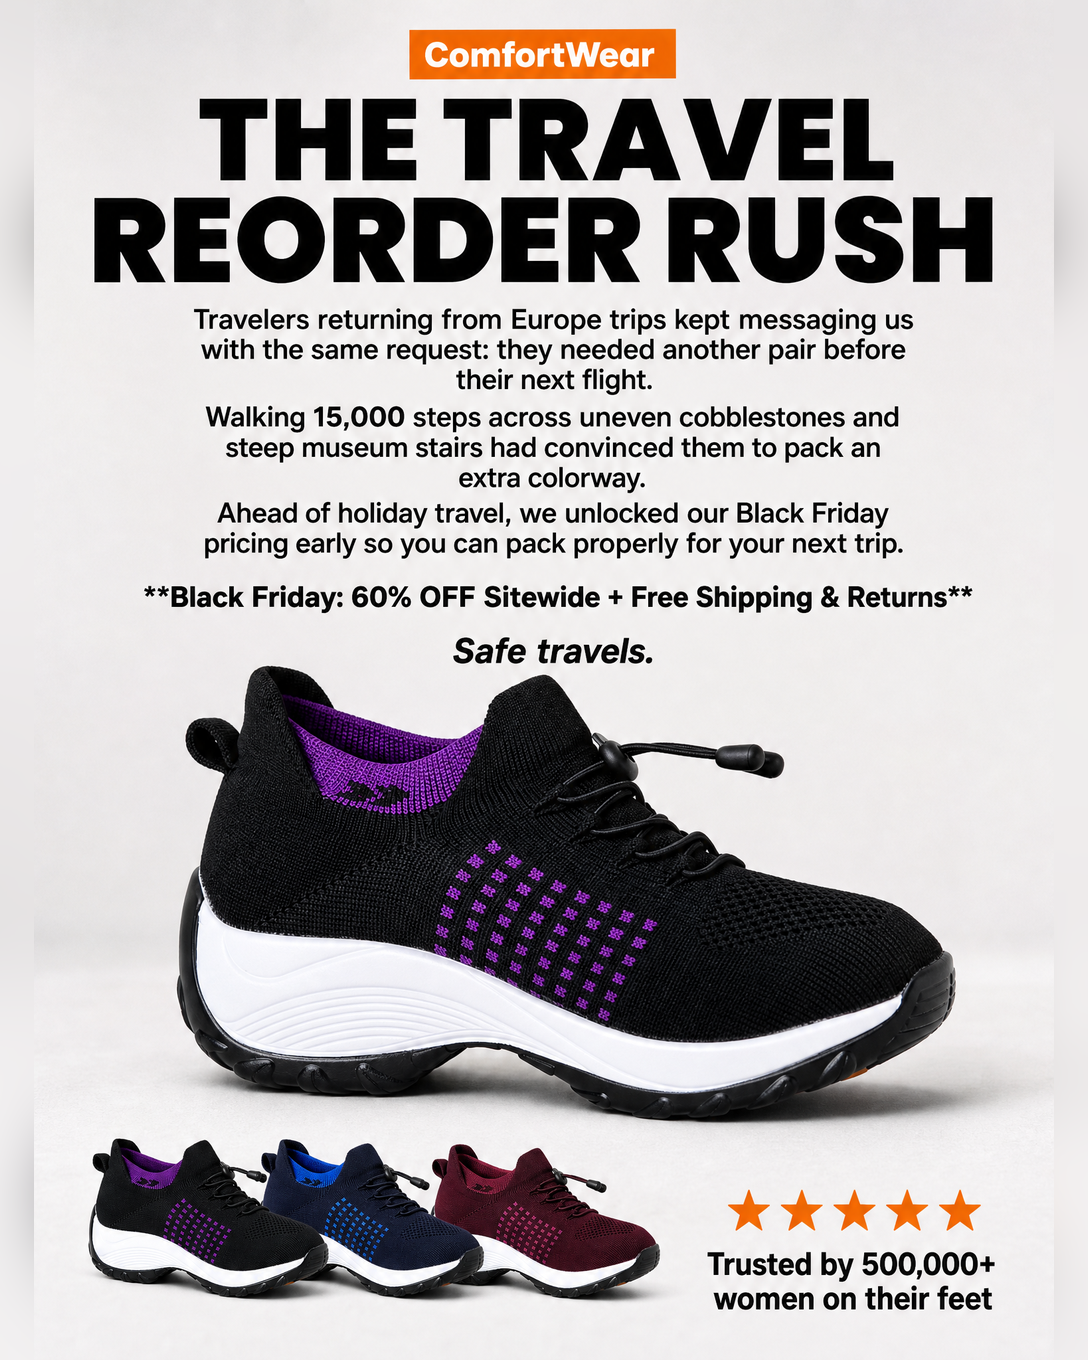 ComfortWear
THE TRAVEL
REORDER RUSH
Travelers returning from Europe trips kept messaging us
with the same request: they needed another pair before
their next flight.
Walking 15,000 steps across uneven cobblestones and
steep museum stairs had convinced them to pack an
extra colorway.
Ahead of holiday travel, we unlocked our Black Friday
pricing early so you can pack properly for your next trip.
**Black Friday: 60% OFF Sitewide + Free Shipping & Returns**
Safe travels.
Trusted by 500,000+
women on their feet